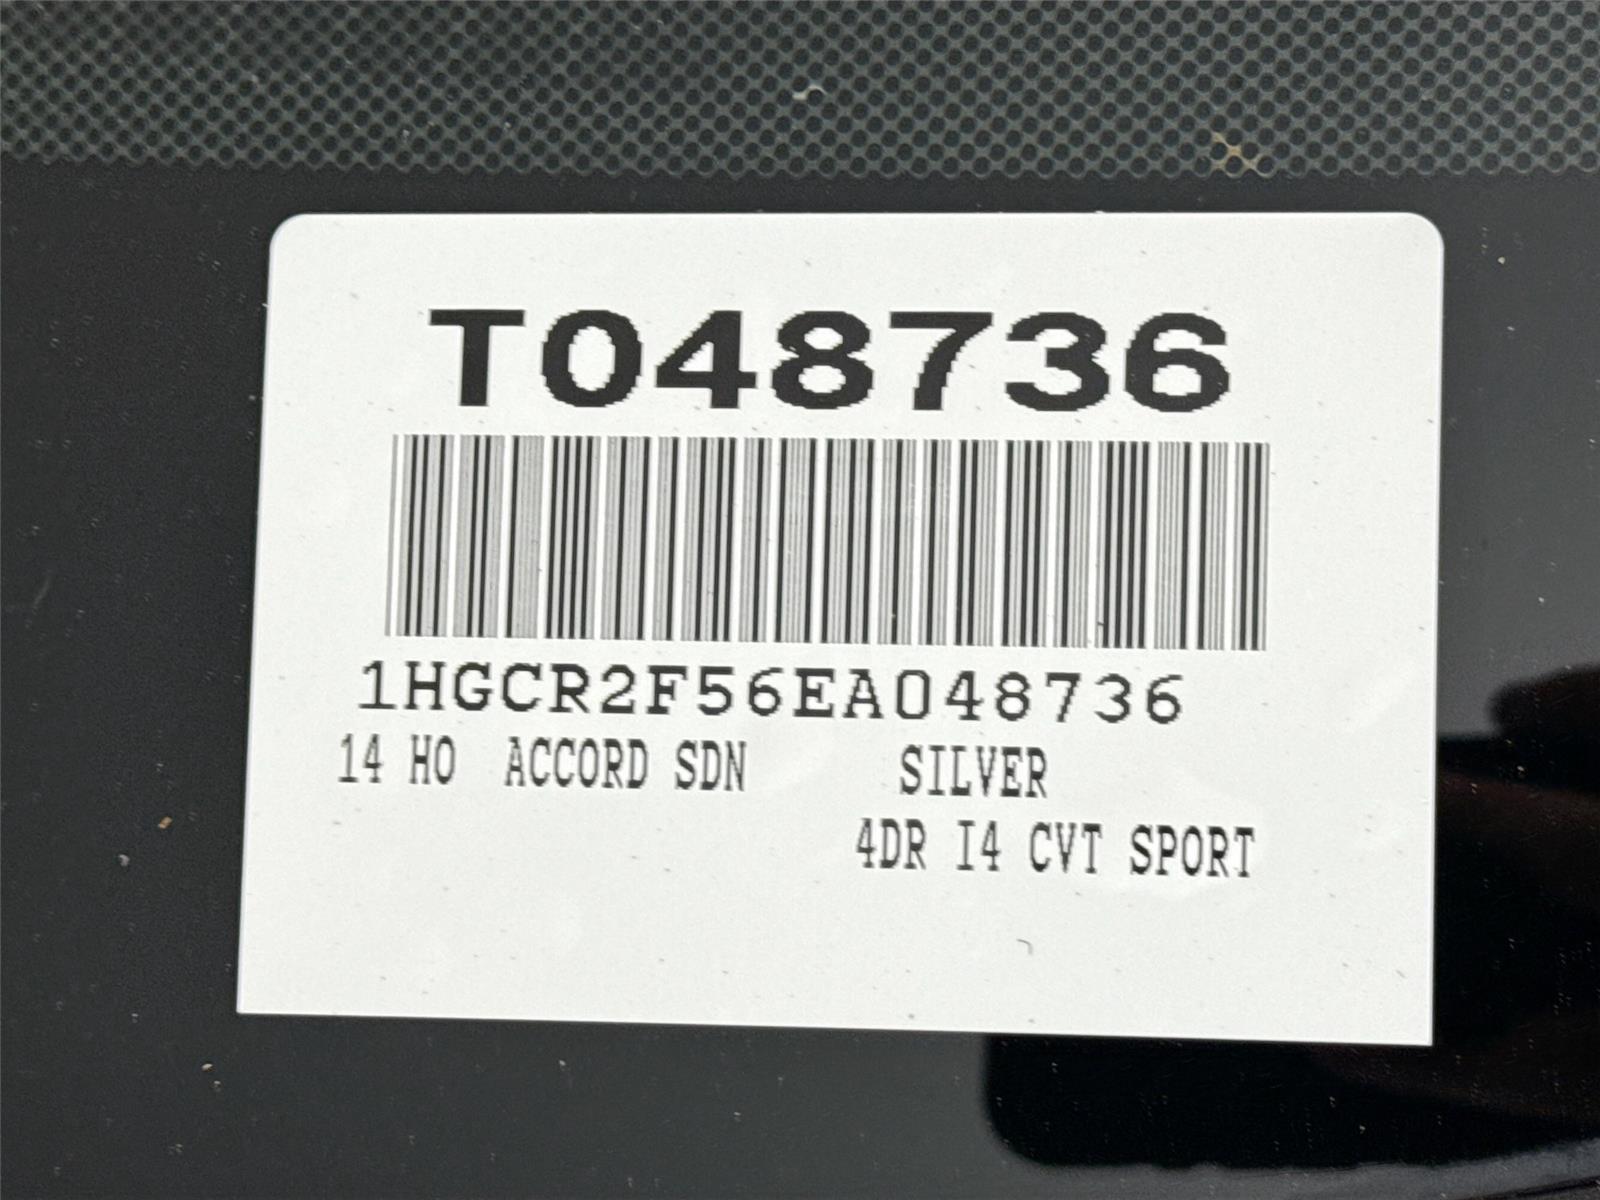 T048736
1HGCR2F56EA048736
14 HO ACCORD SDN SILVER
4DR I4 CVT SPORT